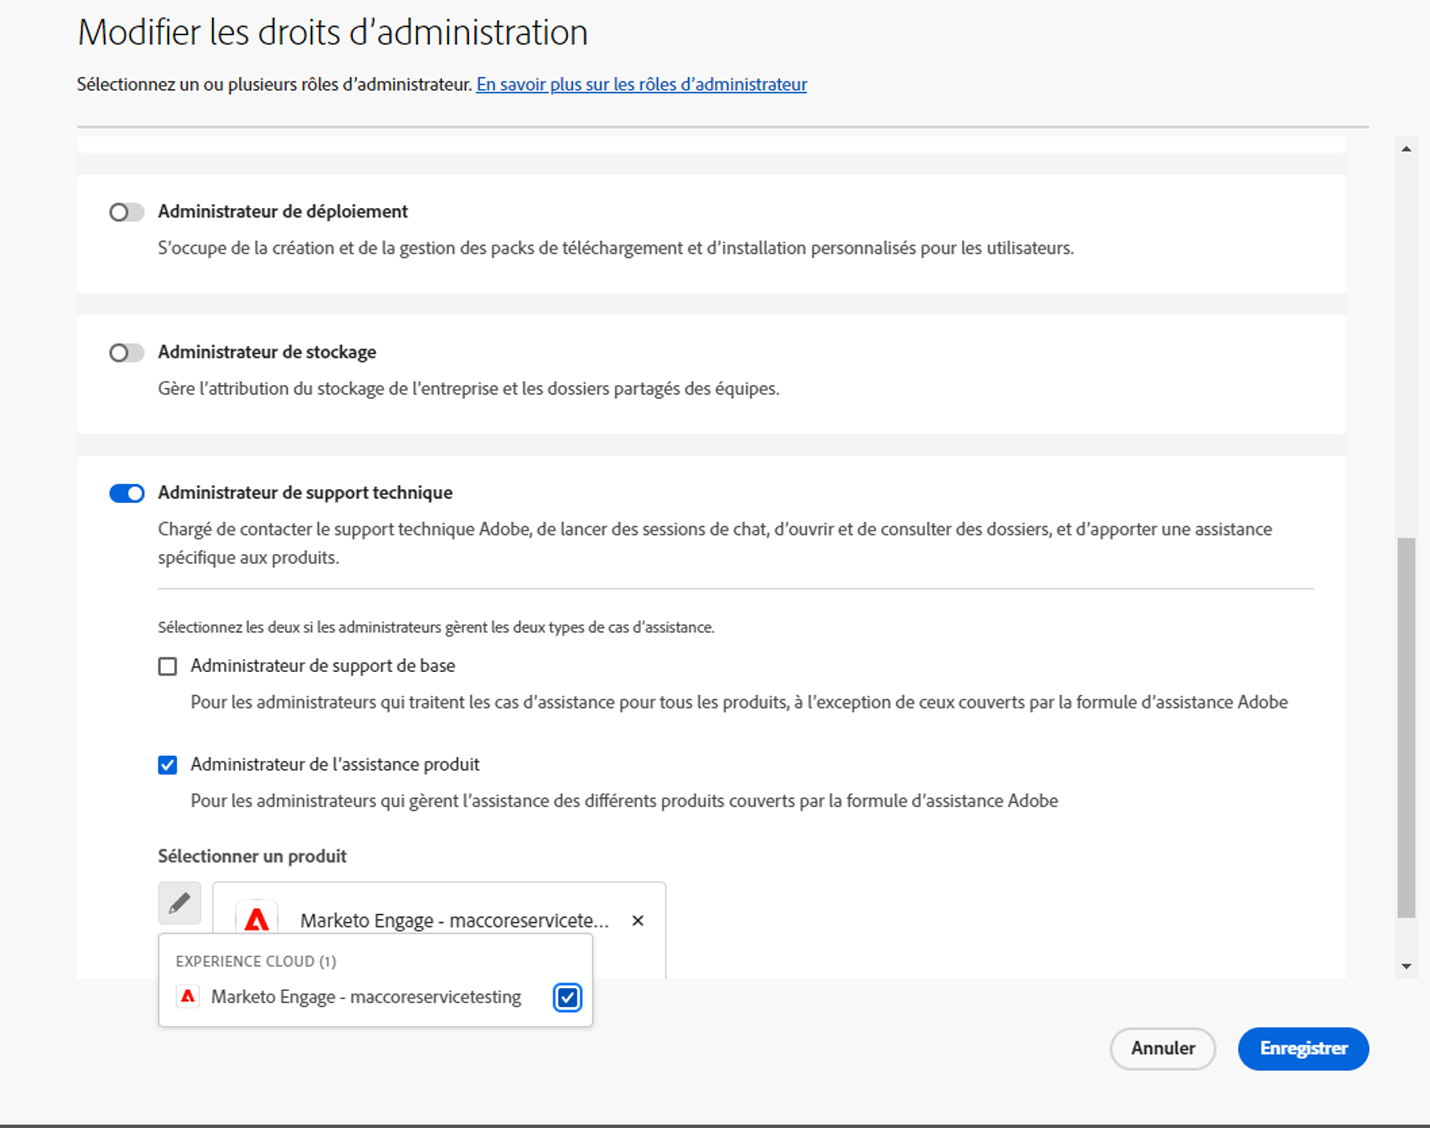 Modifier les droits d’administration
Sélectionnez un ou plusieurs rôles d’administrateur. En savoir plus sur les rôles d’administrateur
Administrateur de déploiement
S’occupe de la création et de la gestion des packs de téléchargement et d’installation personnalisés pour les utilisateurs.
Administrateur de stockage
Gère l’attribution du stockage de l’entreprise et les dossiers partagés des équipes.
Administrateur de support technique
Chargé de contacter le support technique Adobe, de lancer des sessions de chat, d’ouvrir et de consulter des dossiers, et d’apporter une assistance
spécifique aux produits.
Sélectionnez les deux si les administrateurs gèrent les deux types de cas d’assistance.
Administrateur de support de base
Pour les administrateurs qui traitent les cas d’assistance pour tous les produits, à l’exception de ceux couverts par la formule d’assistance Adobe
Administrateur de l’assistance produit
Pour les administrateurs qui gèrent l’assistance des différents produits couverts par la formule d’assistance Adobe
Sélectionner un produit
Marketo Engage - maccoreservicete...
EXPERIENCE CLOUD (1)
Marketo Engage - maccoreservicetesting
Annuler
Enregistrer